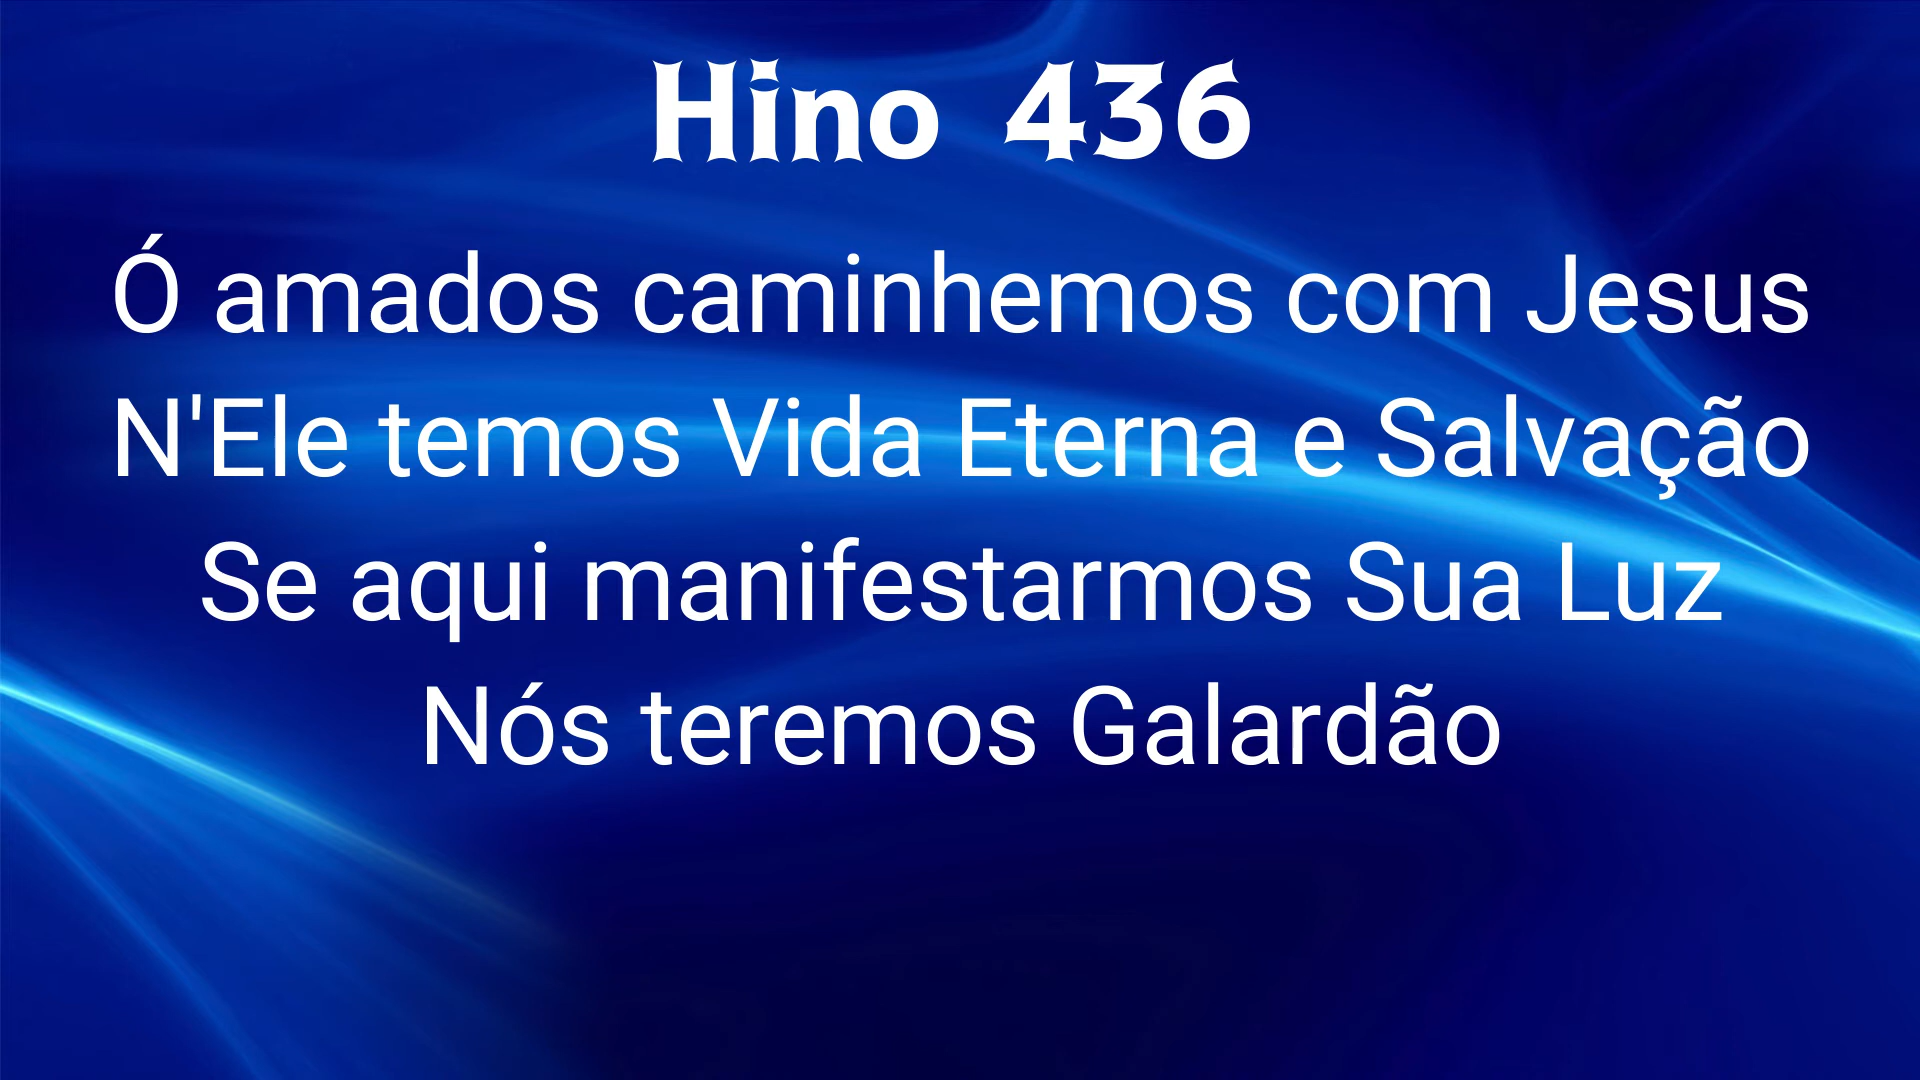 Hino 436
Ó amados caminhemos com Jesus
N'Ele temos Vida Eterna e Salvação
Se aqui manifestarmos Sua Luz
Nós teremos Galardão